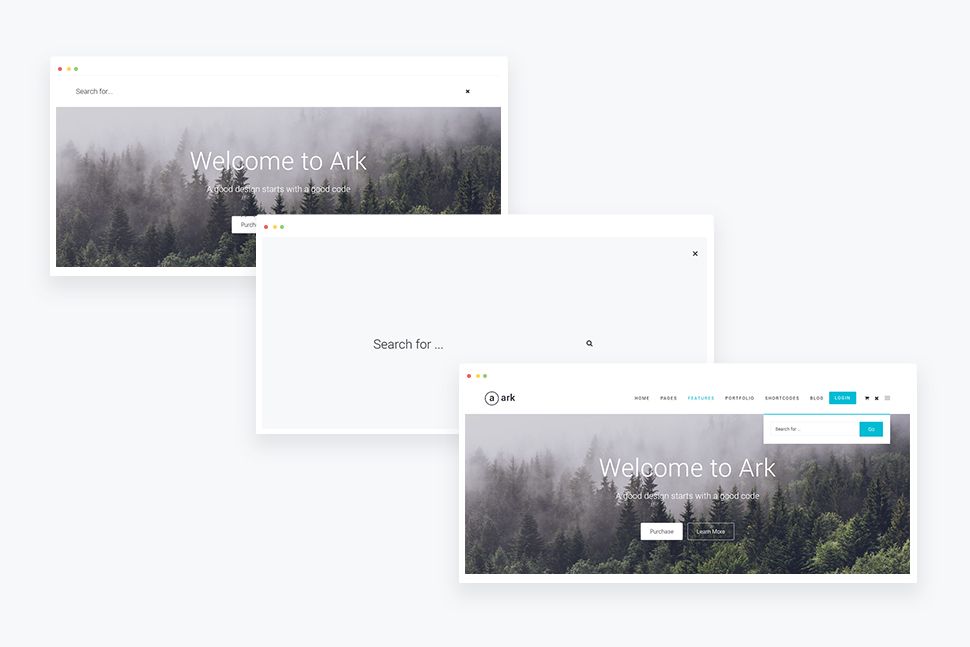 Search for...
Welcome to Ark
A good design starts with a good code
Search for ...
a ark
HOME PAGES FEATURES PORTFOLIO SHORTCODES BLOG LOGIN
Search for ... Go
Welcome to Ark
A good design starts with a good code
Purchase Learn More